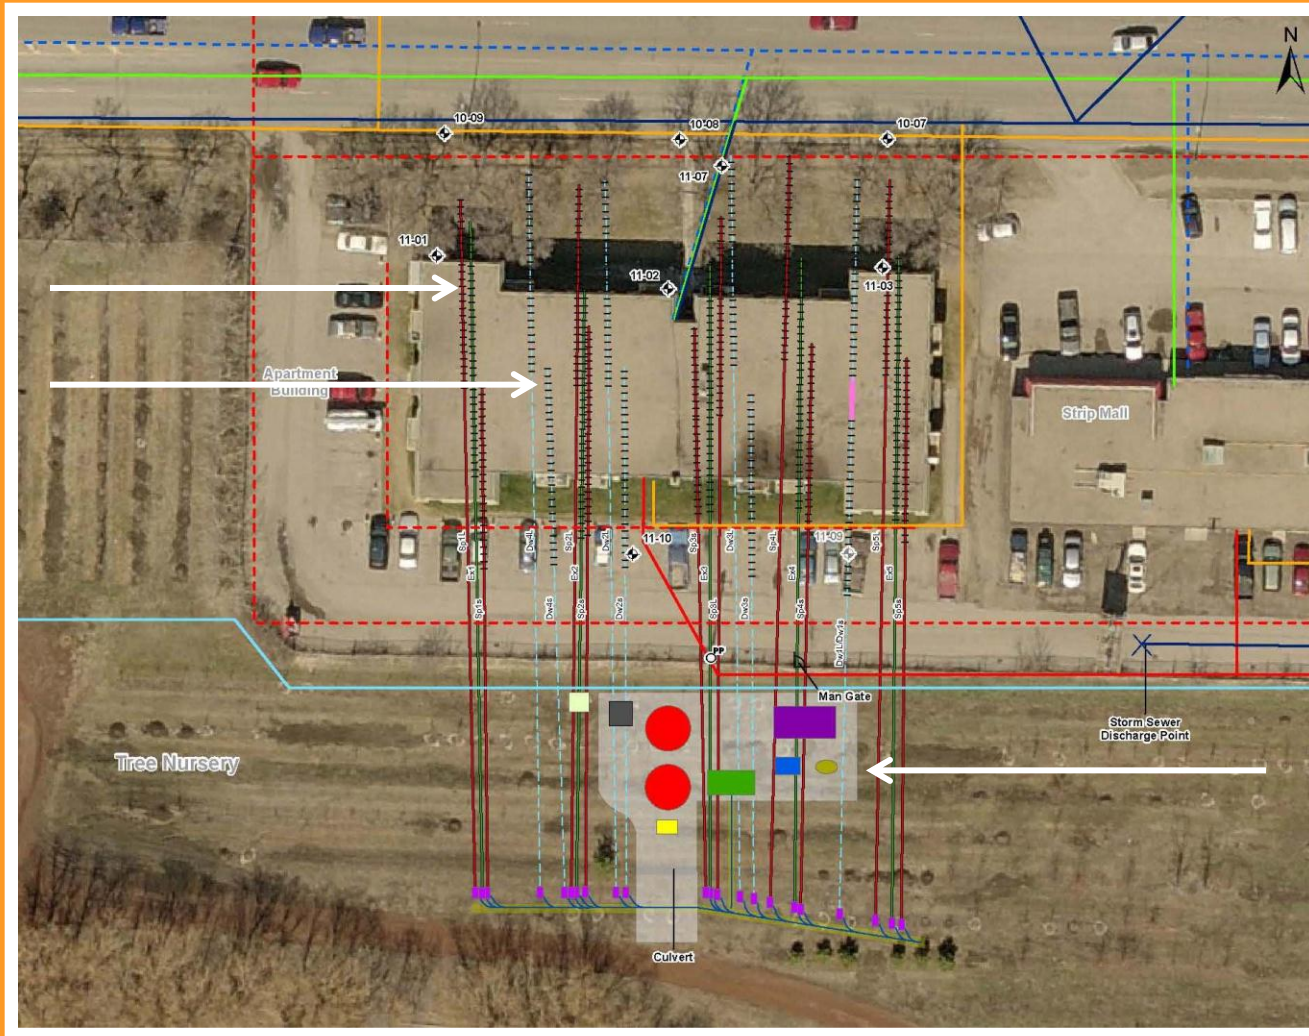 N
10-09
10-08
10-07
11-07
11-01
11-02
11-03
Apartment
Building
Strip Mall
11-10
11-09
Sp1L
Dw4L
Sp2L
Dw2L
Sp3s
Dw3L
Sp4L
Sp5L
Ex1
Ex2
Ex3
Ex4
Ex5
Sp1s
Dw4s
Sp2s
Dw2s
Sp3L
Dw3s
Sp4s
Dw1L/Dw1s
Sp5s
PP
Man Gate
Storm Sewer
Discharge Point
Tree Nursery
Culvert